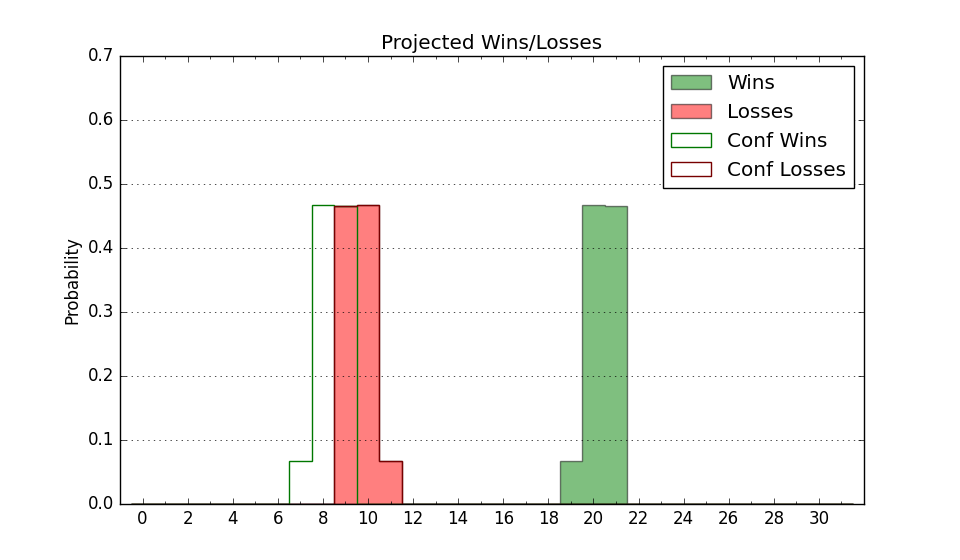 Projected Wins/Losses
0.7
0.6
0.5
0.4
0.3
0.2
0.1
0.0
Probability
Wins
Losses
Conf Wins
Conf Losses
0 2 4 6 8 10 12 14 16 18 20 22 24 26 28 30